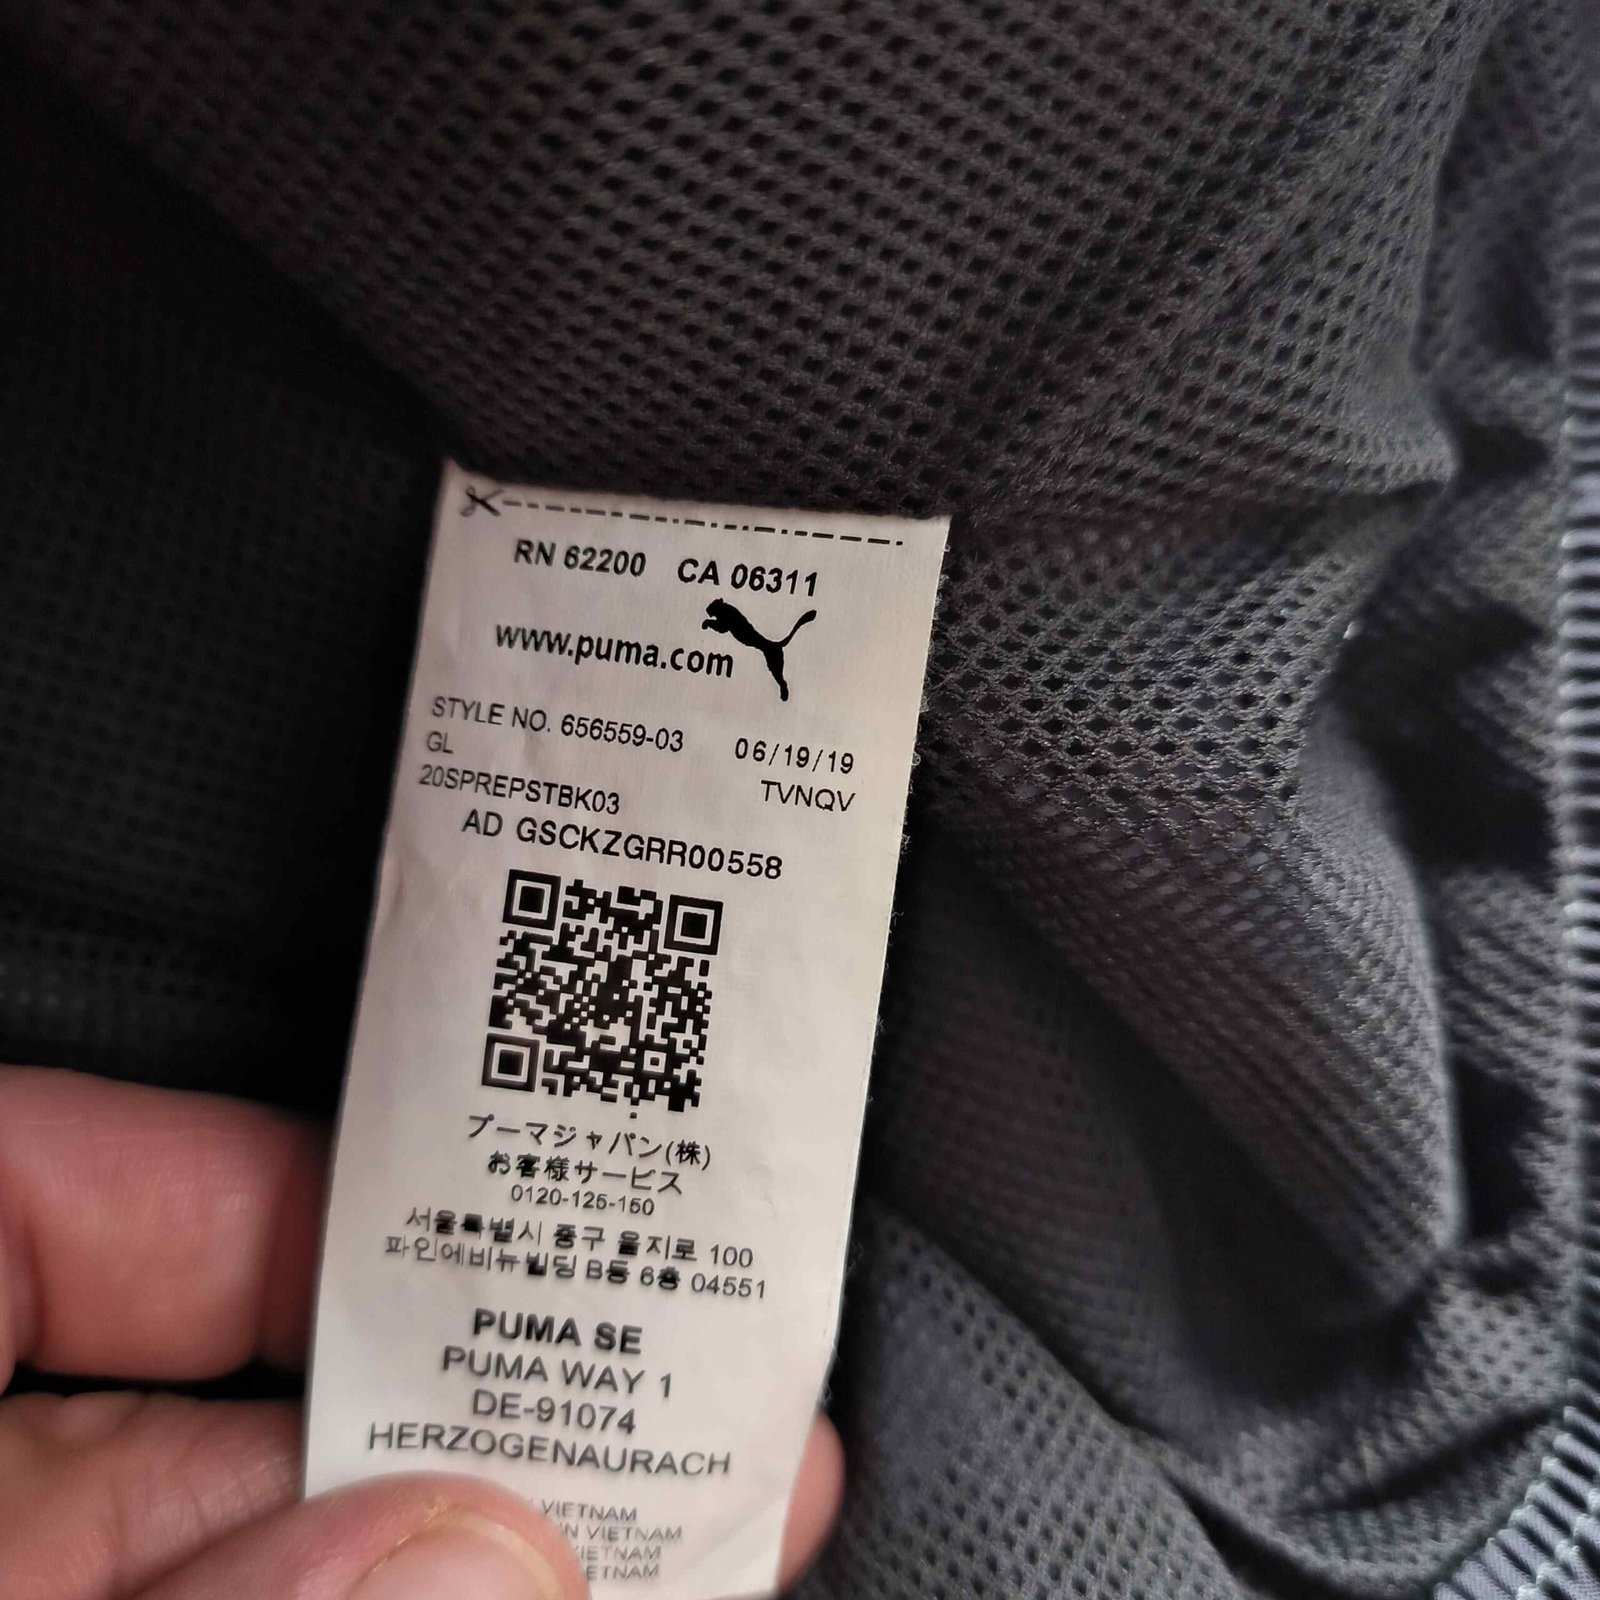 RN 62200 CA 06311
www.puma.com
STYLE NO. 656559-03 06/19/19
GL TVNQV
20SPREPSTBK03
AD GSCKZGRR00558
プーマジャパン(株)
お客様サービス
0120-125-150
서울특별시 중구 을지로 100
파인에비뉴빌딩 B동 6층 04551
PUMA SE
PUMA WAY 1
DE-91074
HERZOGENAURACH
VIETNAM
IN VIETNAM